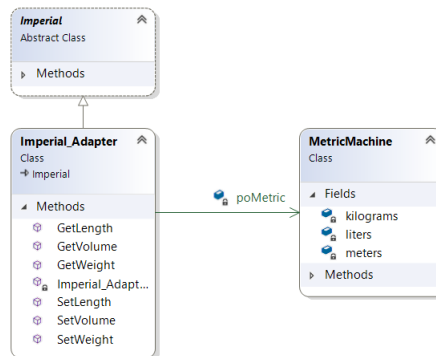 Imperial
Abstract Class
Methods
Imperial_Adapter
Class
Imperial
Methods
GetLength
GetVolume
GetWeight
Imperial_Adapt...
SetLength
SetVolume
SetWeight
poMetric
MetricMachine
Class
Fields
kilograms
liters
meters
Methods